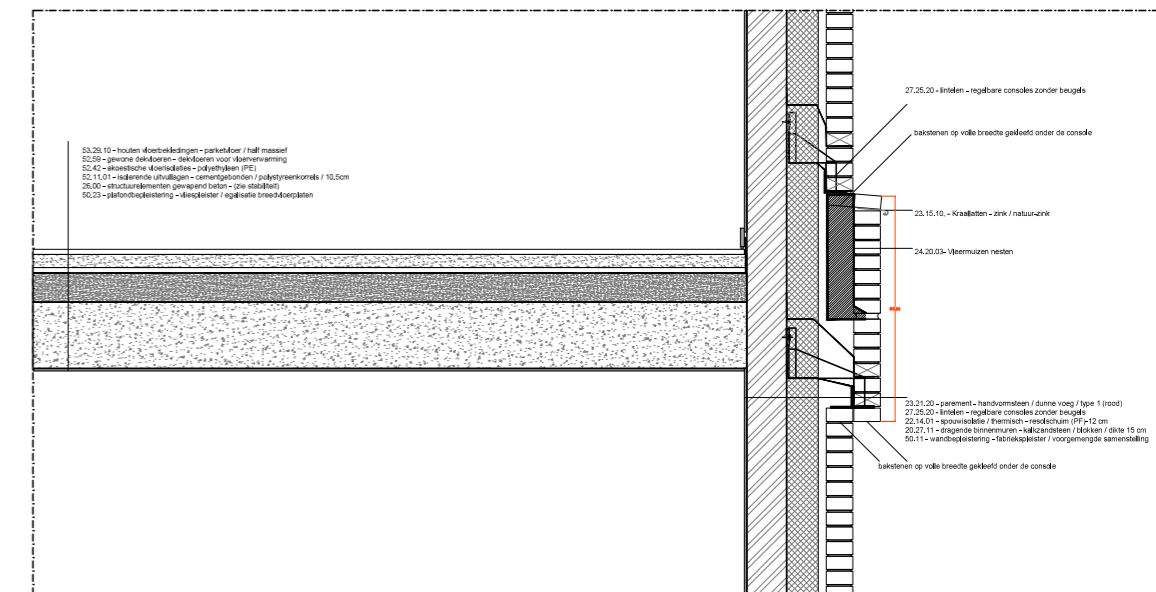 27.25.20 - lintelen - regelbare consoles zonder beugels
bakstenen op volle breedte gekleefd onder de console
53.29.10 - houten vloerbekledingen - parketvloer / half massief
52.59 - gewone dekvloeren - dekvloeren voor vloerverwarming
52.42 - akoestische vloerisolaties - polyethyleen (PE)
52.11.01 - isolerende uitvullagen - cementgebonden / polystyreenkorrels / 10,5cm
26.00 - structuurelementen gewapend beton - (zie stabiliteit)
50.23 - plafondbepleistering - vliespleister / egalisatie breedvloerplaten
23.15.10. - Kraallatten - zink / natuur-zink
24.20.03- Vleermuizen nesten
23.21.20 - parement - handvormsteen / dunne voeg / type 1 (rood)
27.25.20 - lintelen - regelbare consoles zonder beugels
22.14.01 - spouwisolatie / thermisch - resolschuim (PF)-12 cm
20.27.11 - dragende binnenmuren - kalkzandsteen / blokken / dikte 15 cm
50.11 - wandbepleistering - fabriekspleister / voorgemengde samenstelling
bakstenen op volle breedte gekleefd onder de console